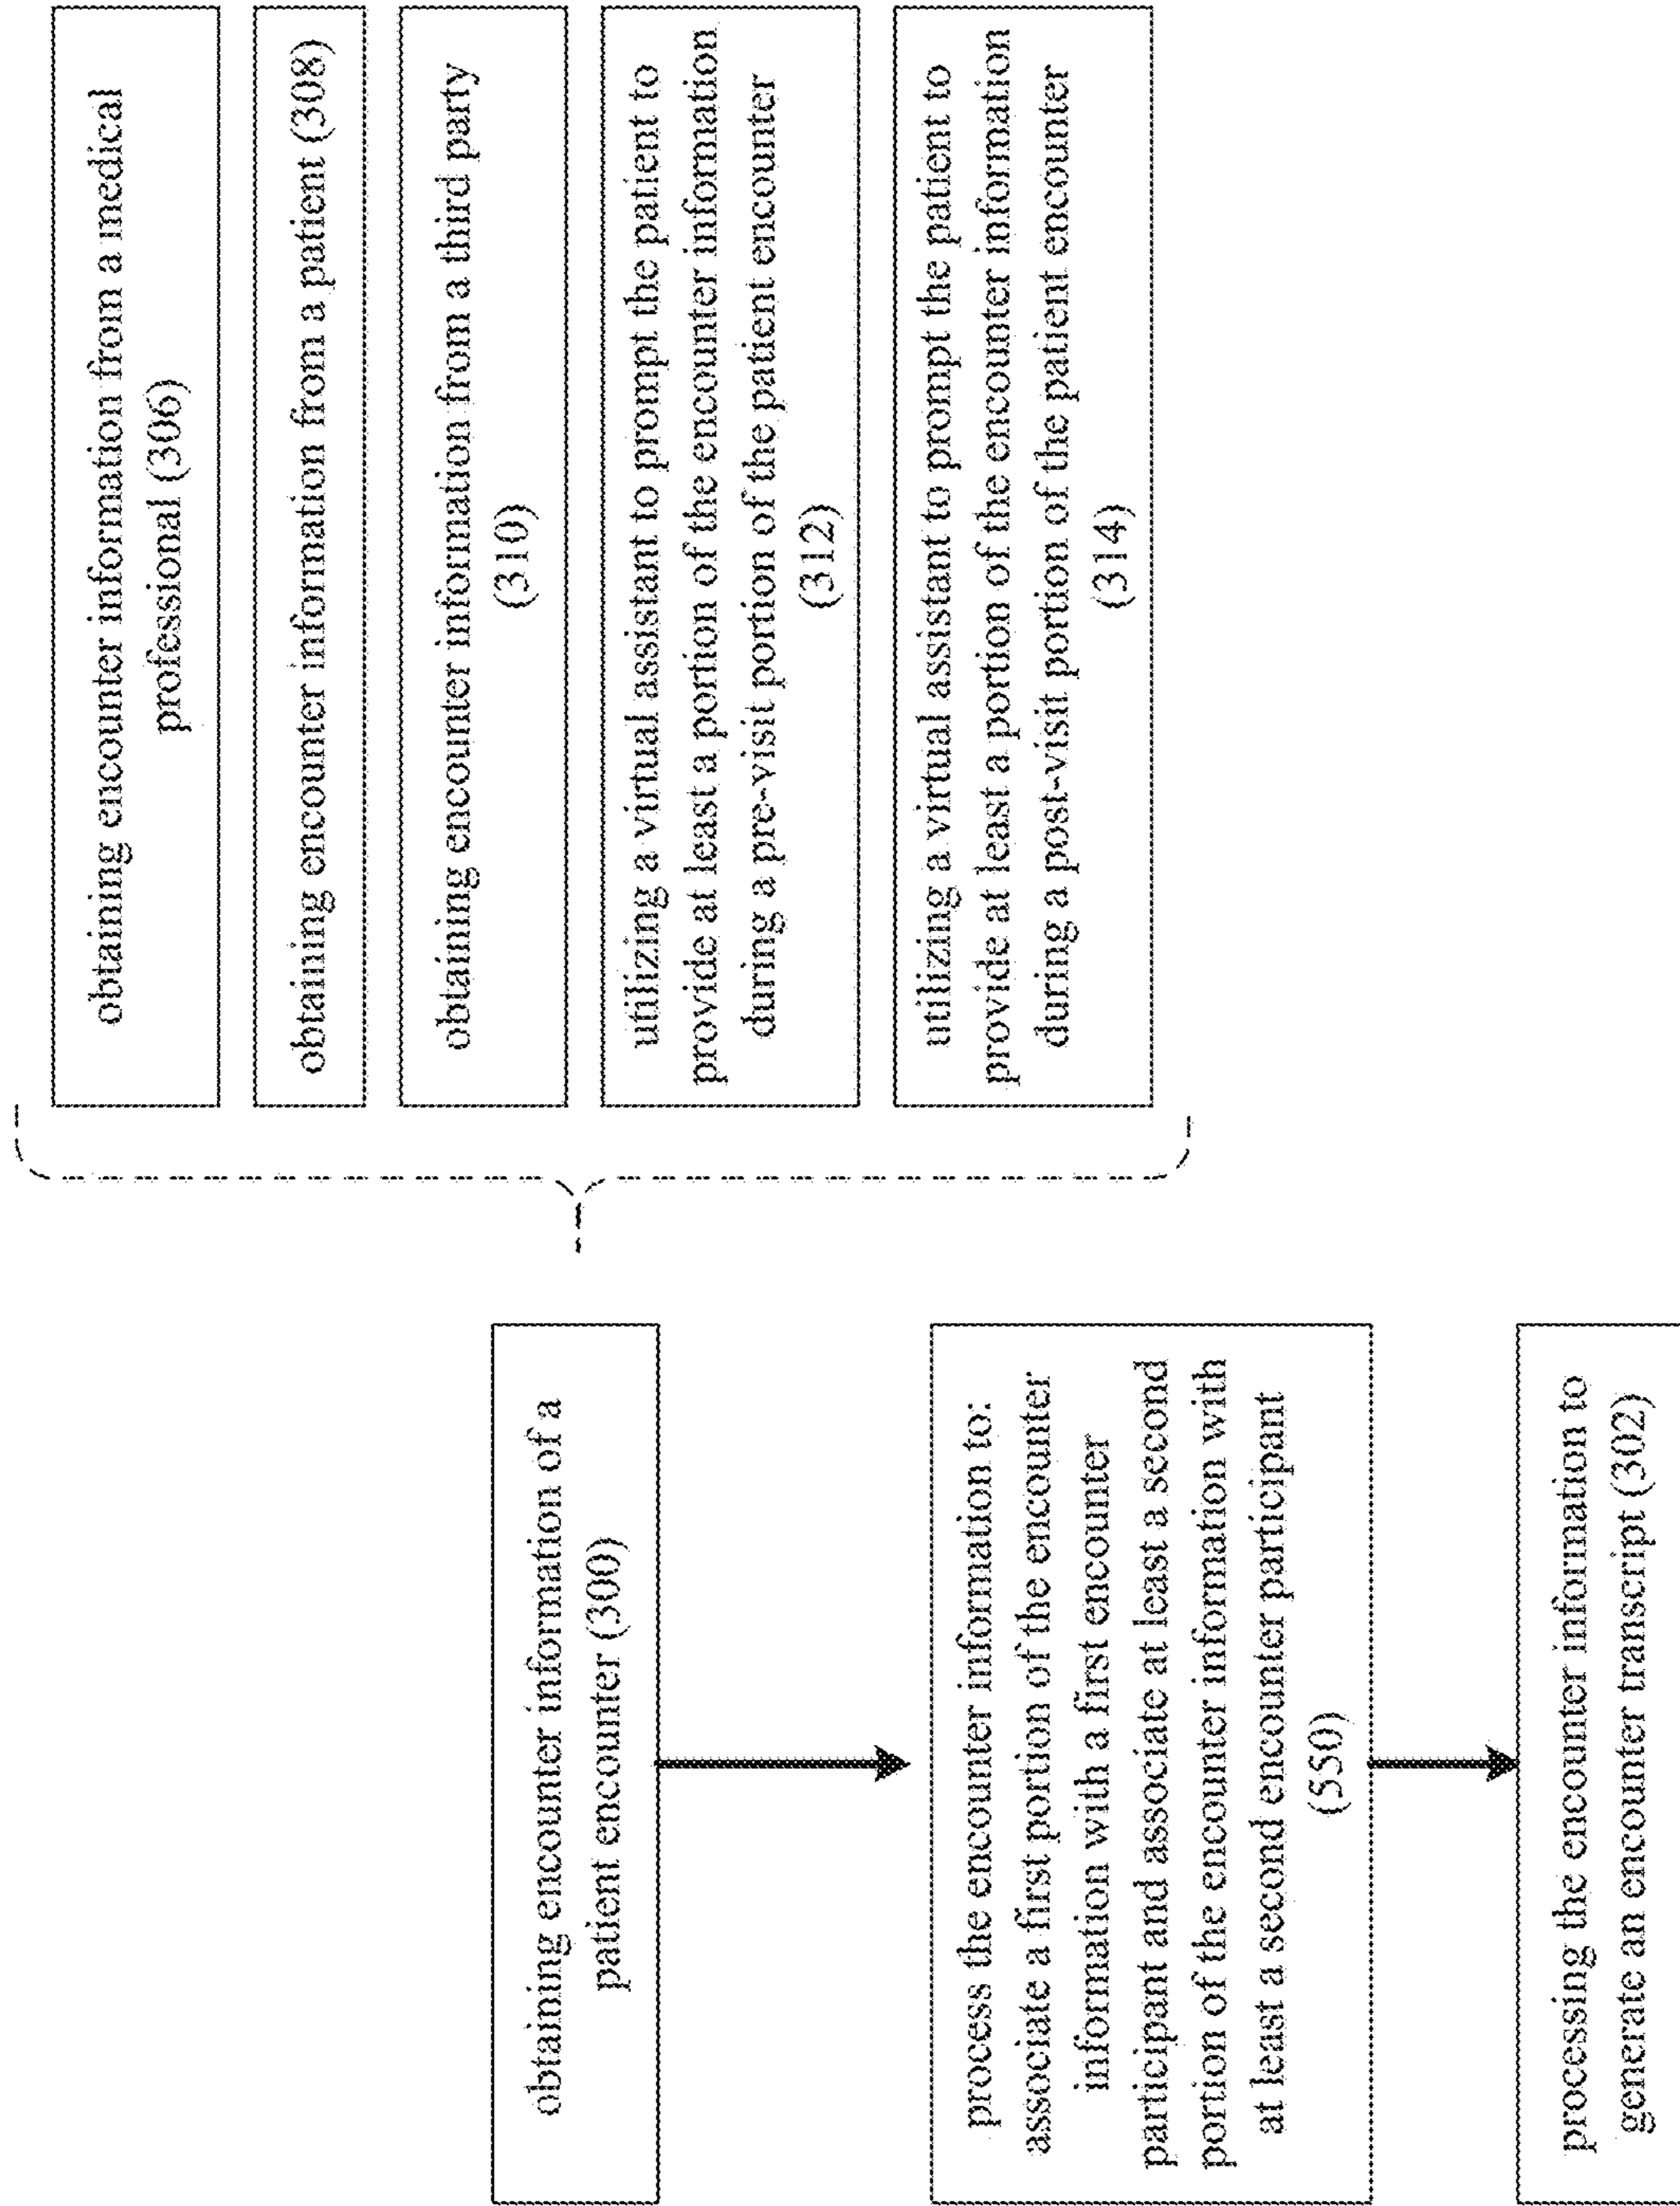 obtaining encounter information of a
patient encounter (300)
process the encounter information to:
associate a first portion of the encounter
information with a first encounter
participant and associate at least a second
portion of the encounter information with
at least a second encounter participant
(550)
processing the encounter information to
generate an encounter transcript (302)
obtaining encounter information from a medical
professional (306)
obtaining encounter information from a patient (308)
obtaining encounter information from a third party
(310)
utilizing a virtual assistant to prompt the patient to
provide at least a portion of the encounter information
during a pre-visit portion of the patient encounter
(312)
utilizing a virtual assistant to prompt the patient to
provide at least a portion of the encounter information
during a post-visit portion of the patient encounter
(314)